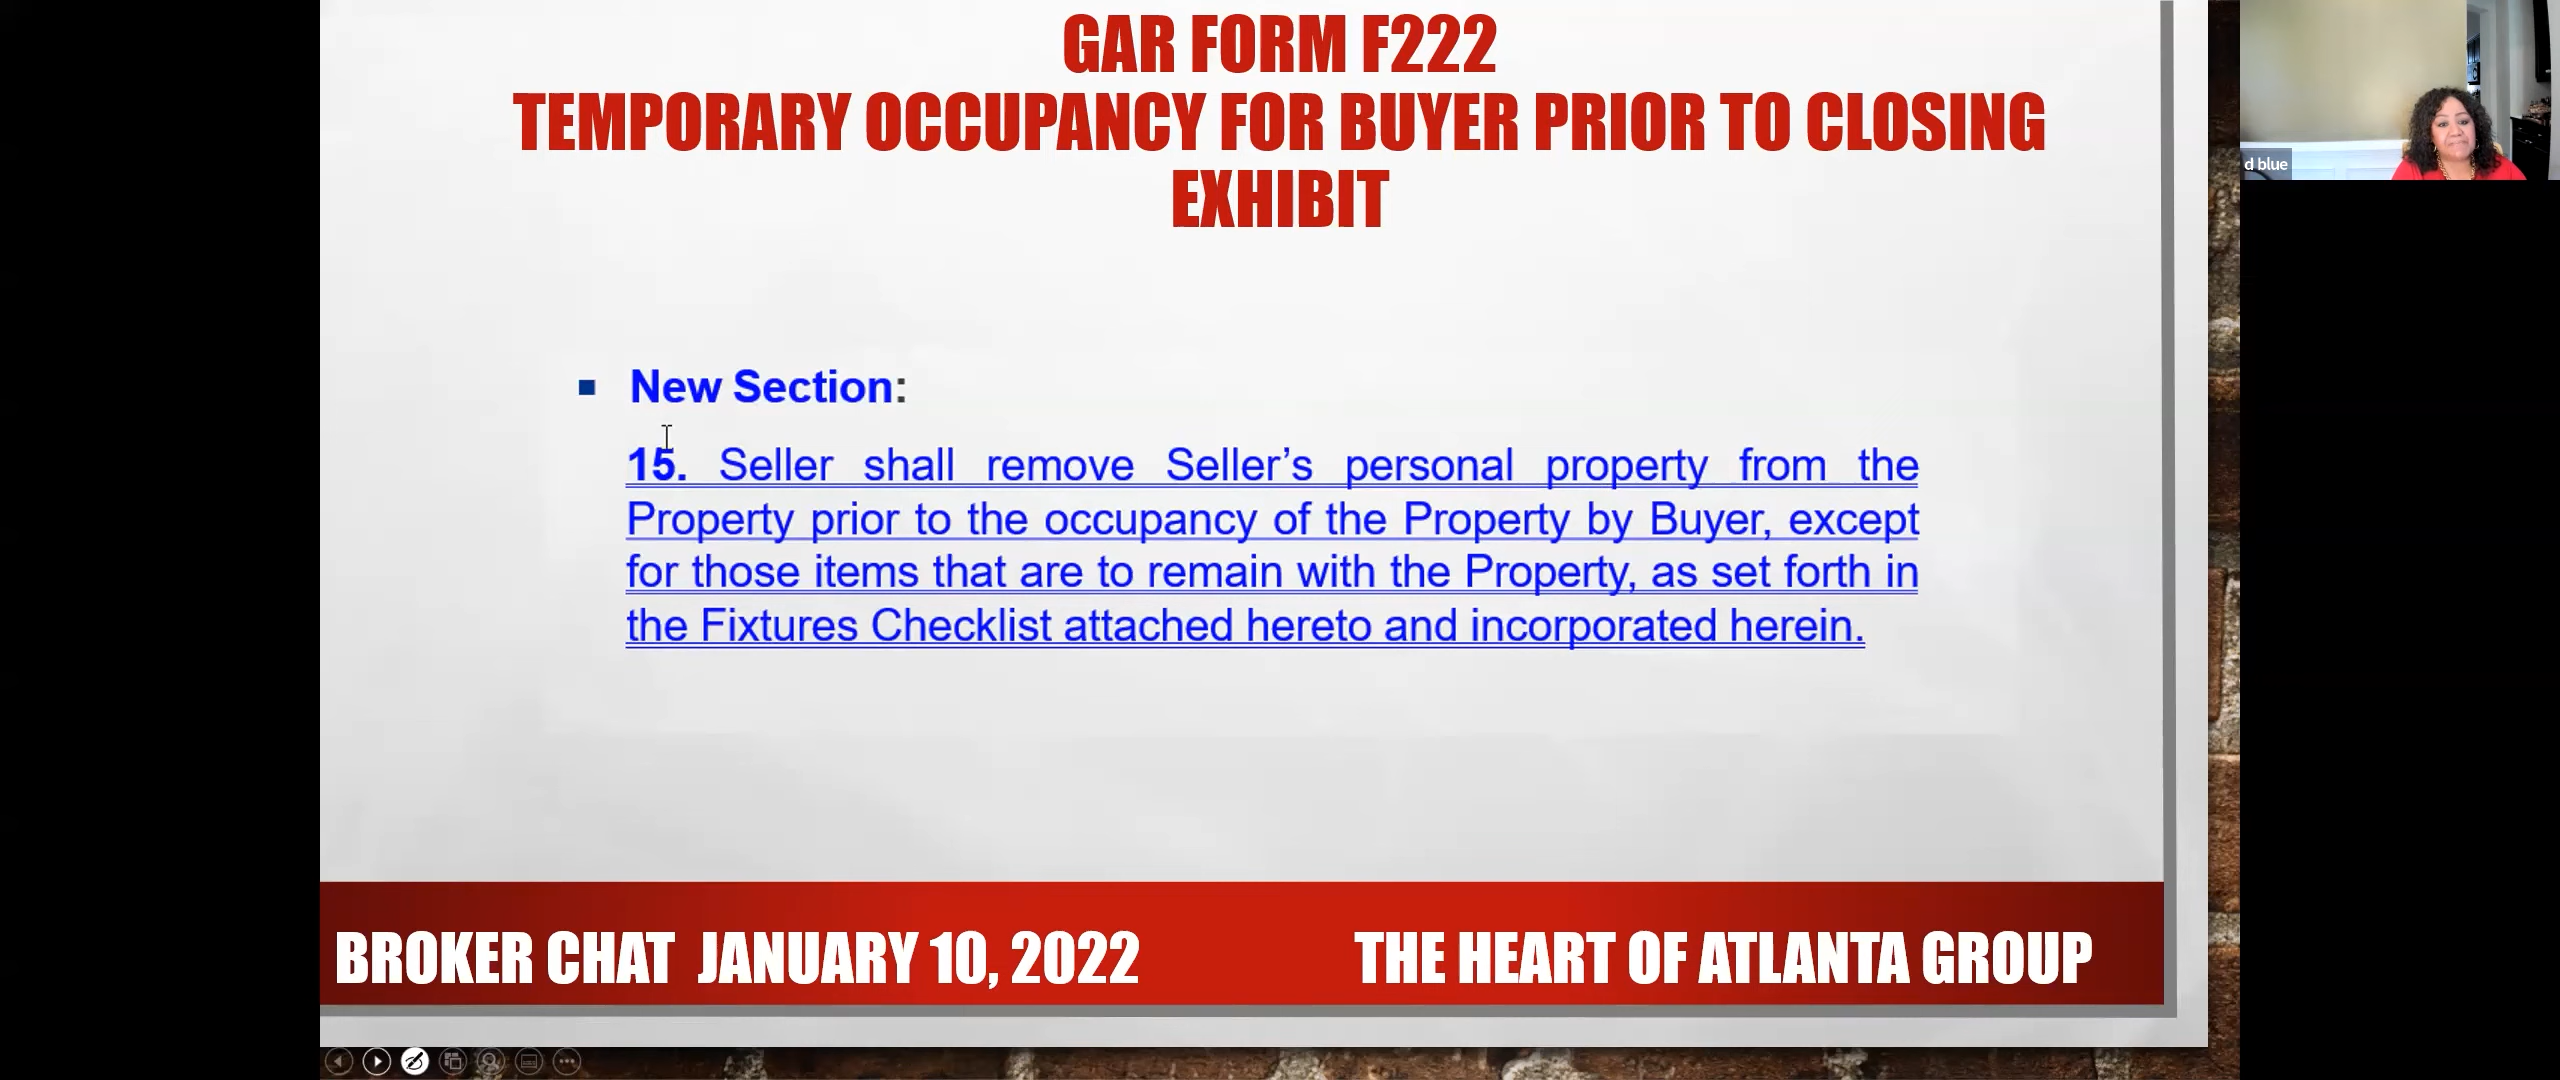 GAR FORM F222
TEMPORARY OCCUPANCY FOR BUYER PRIOR TO CLOSING
EXHIBIT
d blue
▪ New Section:
15. Seller shall remove Seller’s personal property from the
Property prior to the occupancy of the Property by Buyer, except
for those items that are to remain with the Property, as set forth in
the Fixtures Checklist attached hereto and incorporated herein.
BROKER CHAT JANUARY 10, 2022
THE HEART OF ATLANTA GROUP